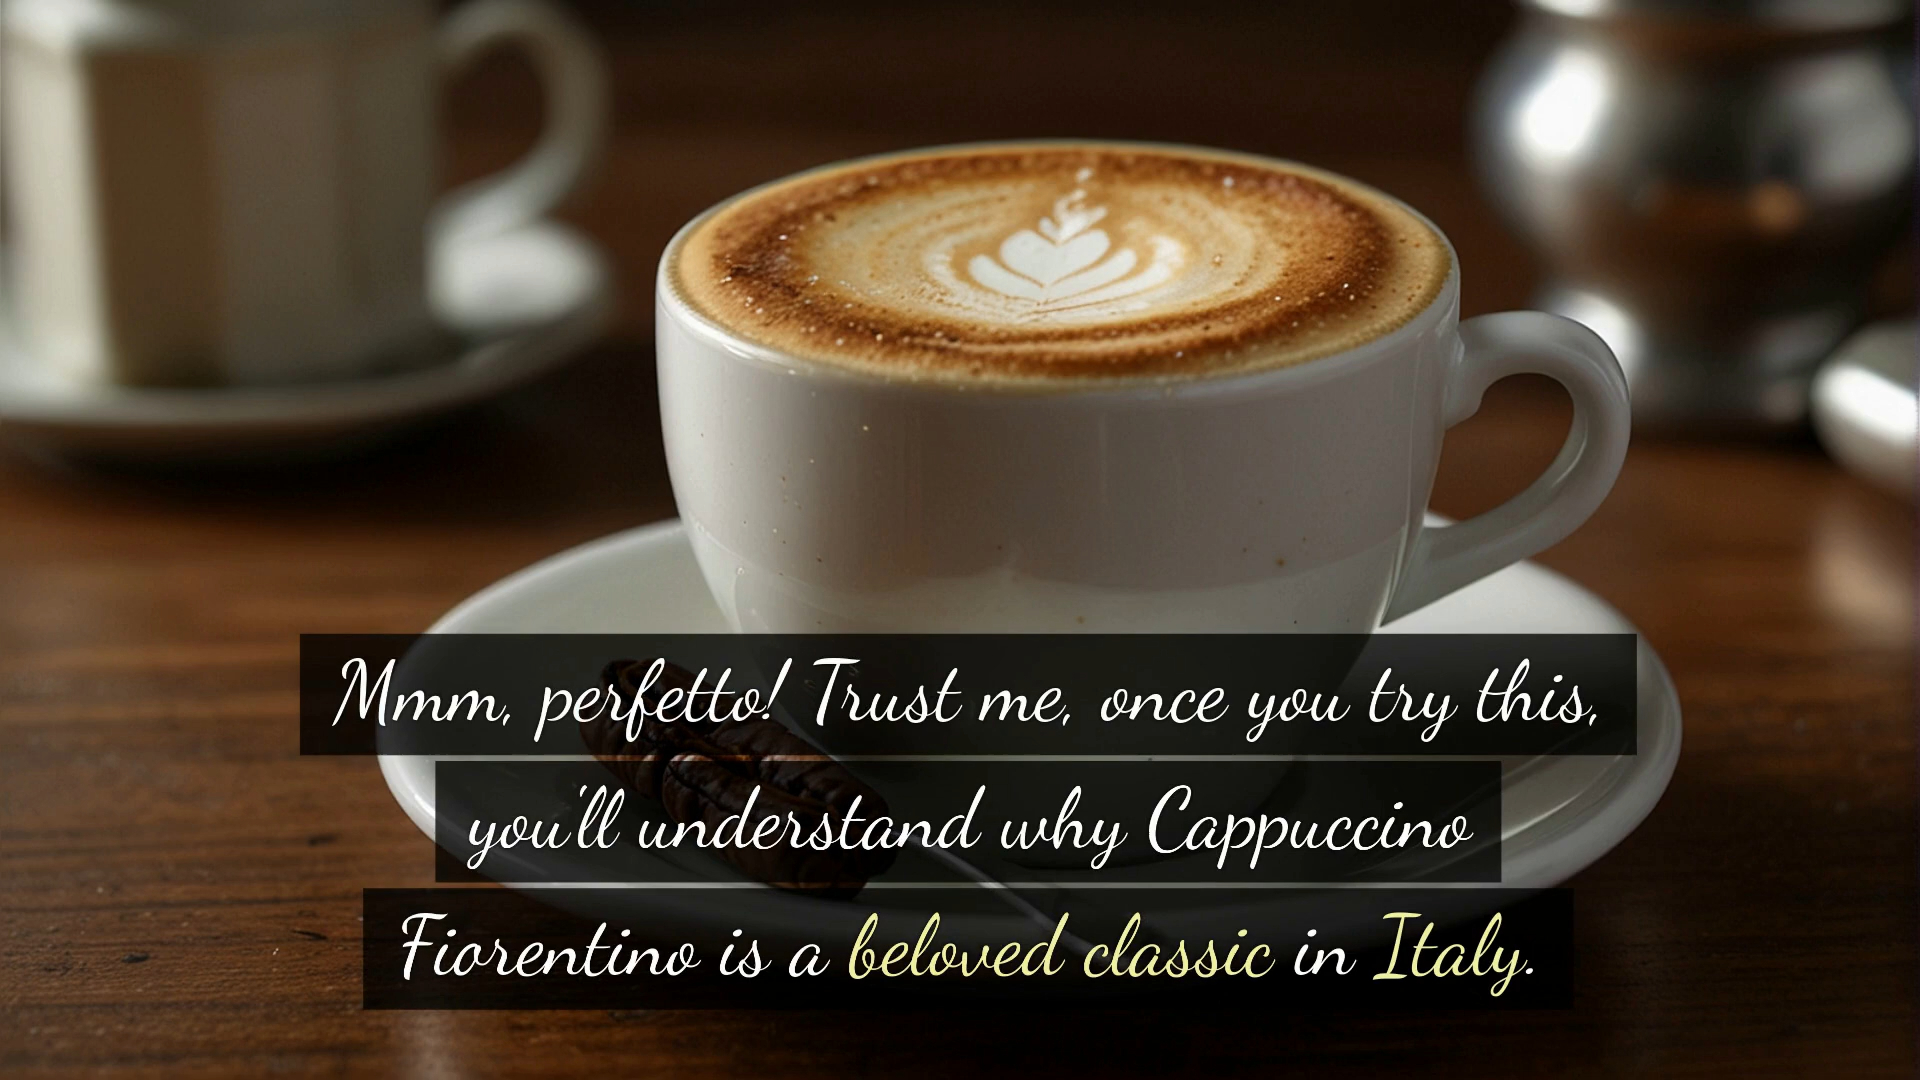 Mmm, perfetto! Trust me, once you try this,
you'll understand why Cappuccino
Fiorentino is a beloved classic in Italy.